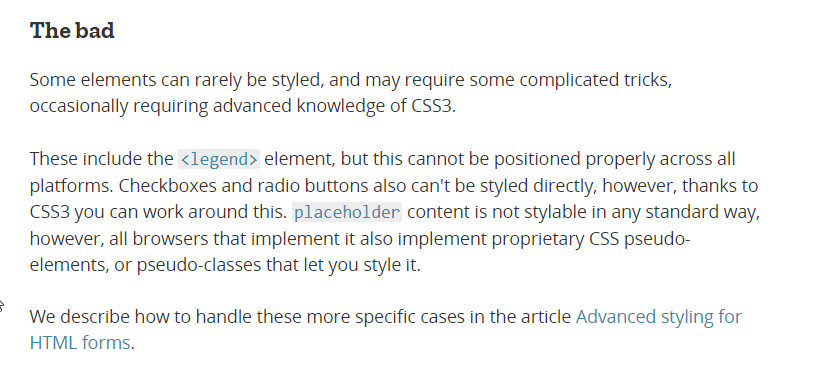 The bad
Some elements can rarely be styled, and may require some complicated tricks,
occasionally requiring advanced knowledge of CSS3.
These include the <legend> element, but this cannot be positioned properly across all
platforms. Checkboxes and radio buttons also can't be styled directly, however, thanks to
CSS3 you can work around this. placeholder content is not stylable in any standard way,
however, all browsers that implement it also implement proprietary CSS pseudo-
elements, or pseudo-classes that let you style it.
We describe how to handle these more specific cases in the article Advanced styling for
HTML forms.